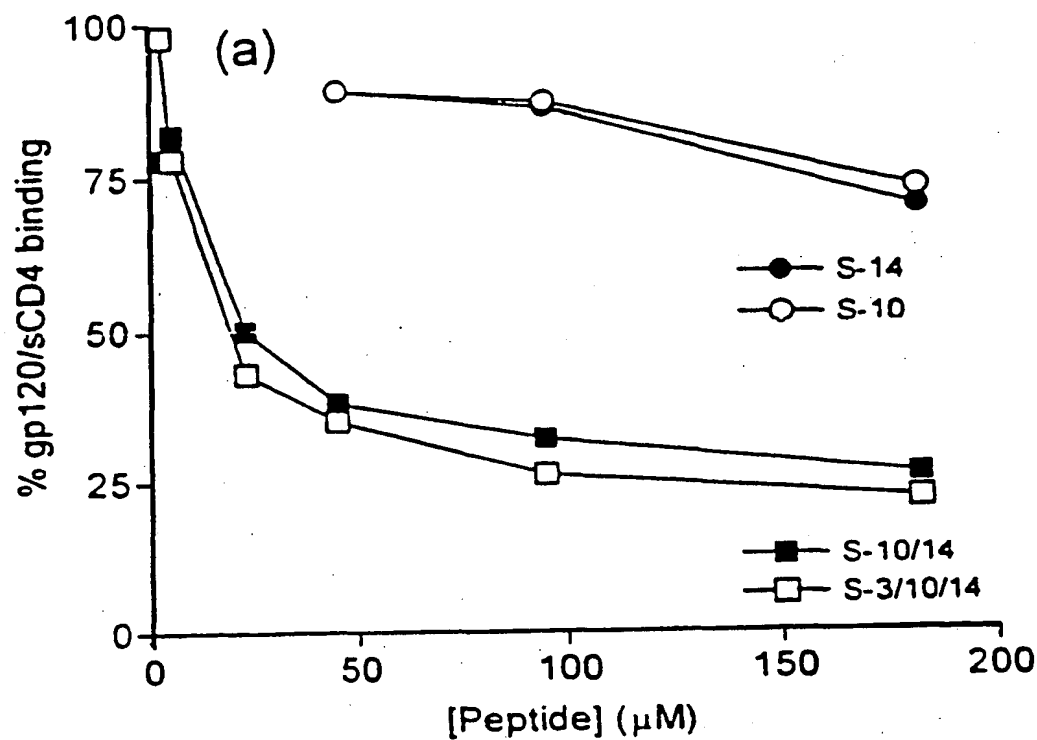 (a)
% gp120/sCD4 binding
100
75
50
25
0
S-14
S-10
S-10/14
S-3/10/14
0 50 100 150 200
[Peptide] (μM)